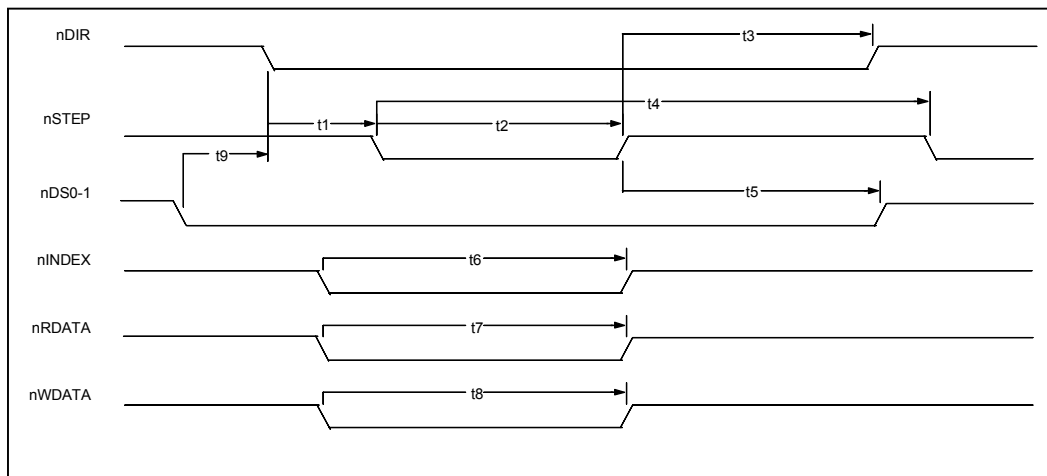 nDIR
t3
t4
nSTEP
t1
t2
t9
nDS0-1
t5
nINDEX
t6
nRDATA
t7
nWDATA
t8